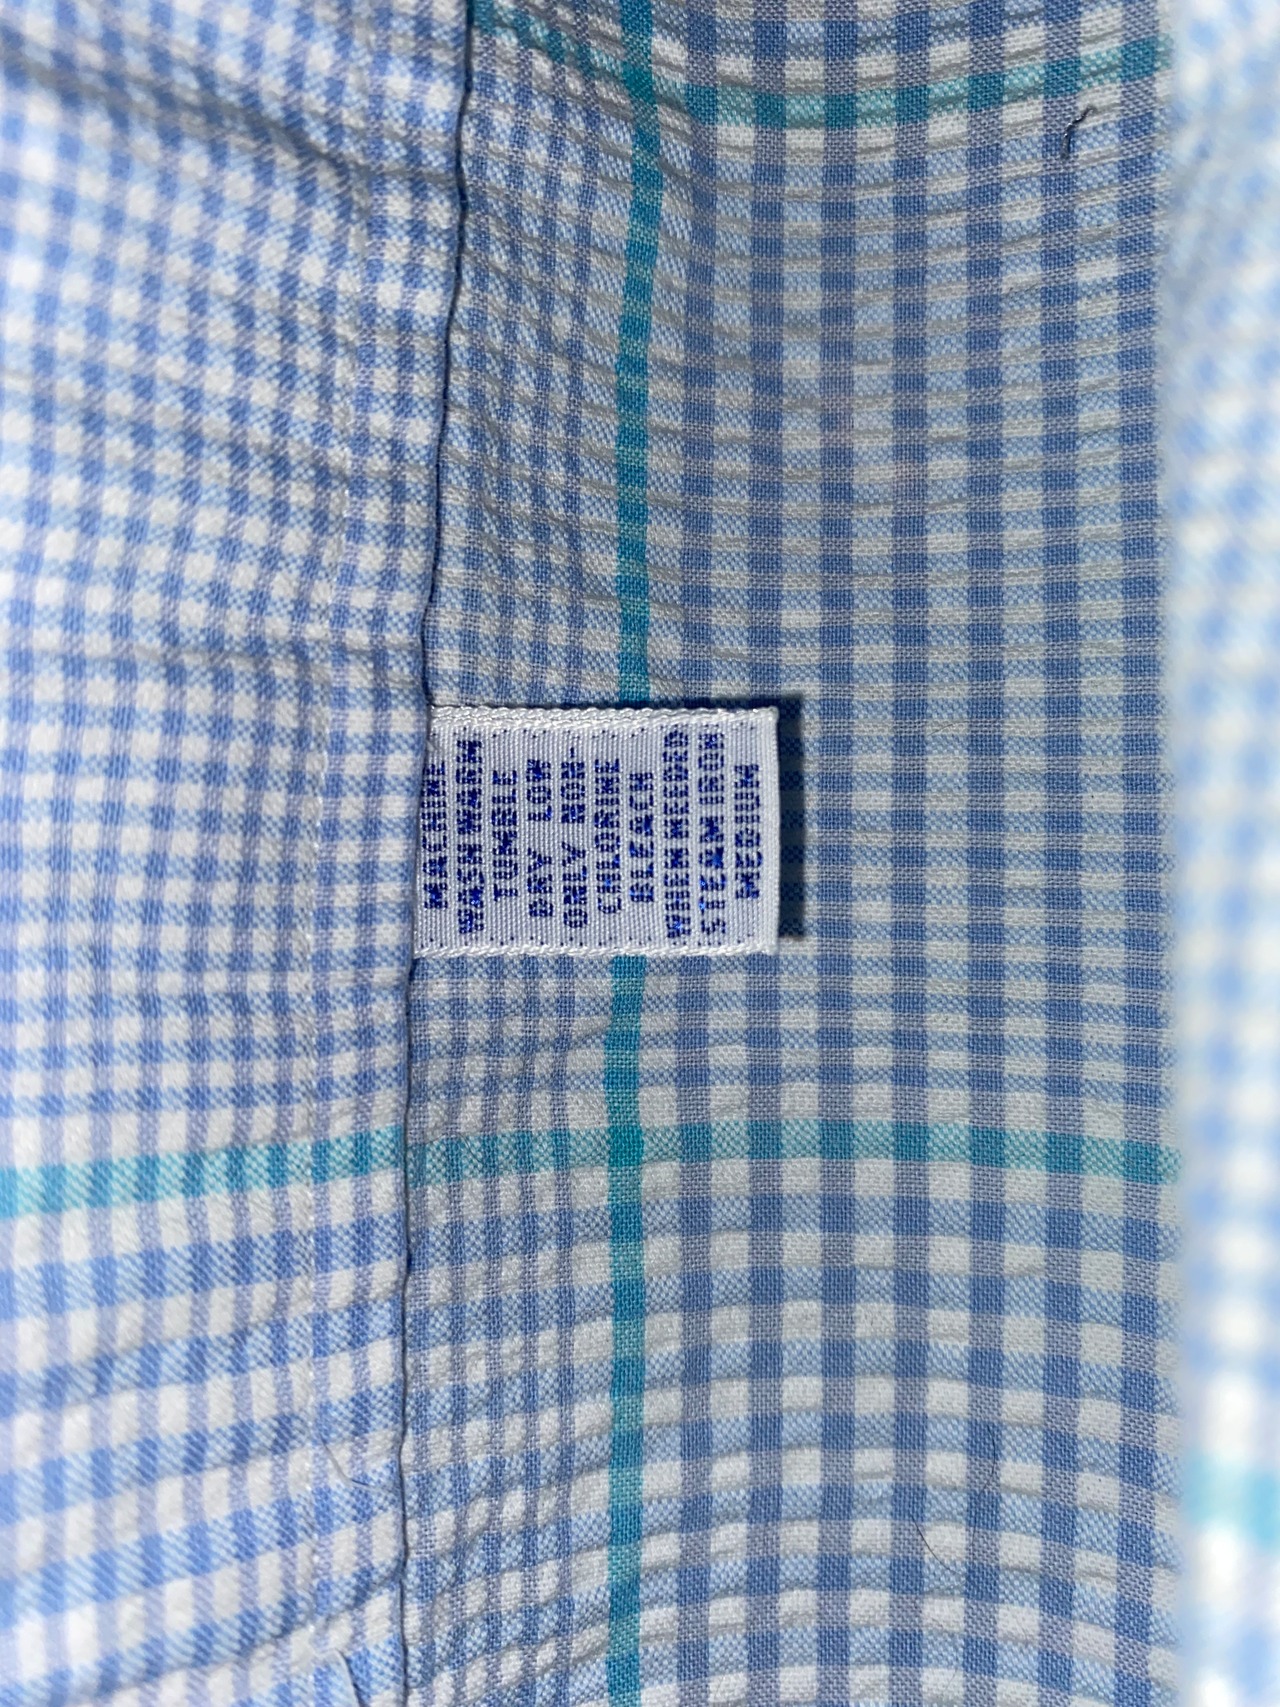 MACHINE
WASH WARM
TUMBLE
DRY LOW
ONLY NON-
CHLORINE
BLEACH
WHEN NEEDED
STEAM IRON
MEDIUM